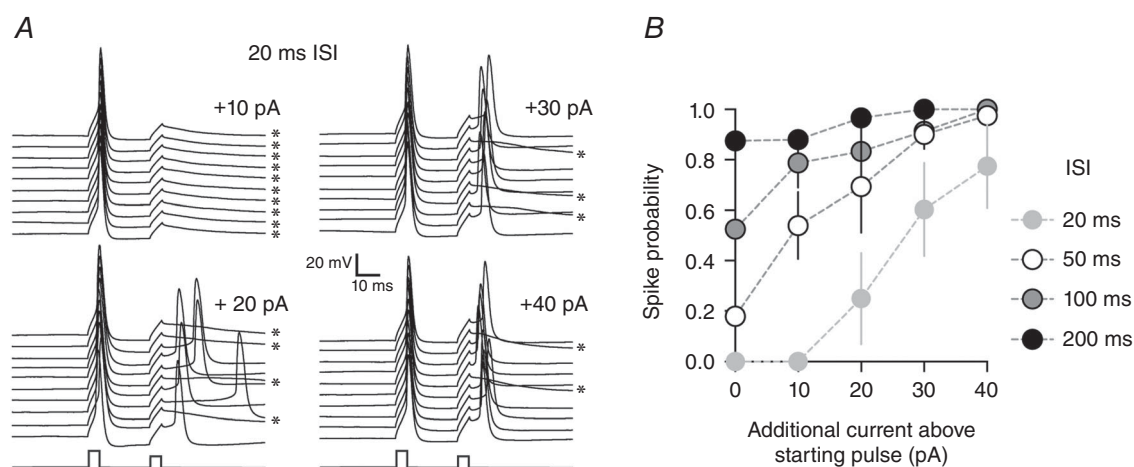 A
20 ms ISI
+10 pA
+30 pA
* * * * * * * * * *
* * *
20 mV
10 ms
+ 20 pA
+40 pA
* * * *
* *
B
Spike probability
1.0
0.8
0.6
0.4
0.2
0.0
0 10 20 30 40
Additional current above
starting pulse (pA)
ISI
20 ms
50 ms
100 ms
200 ms